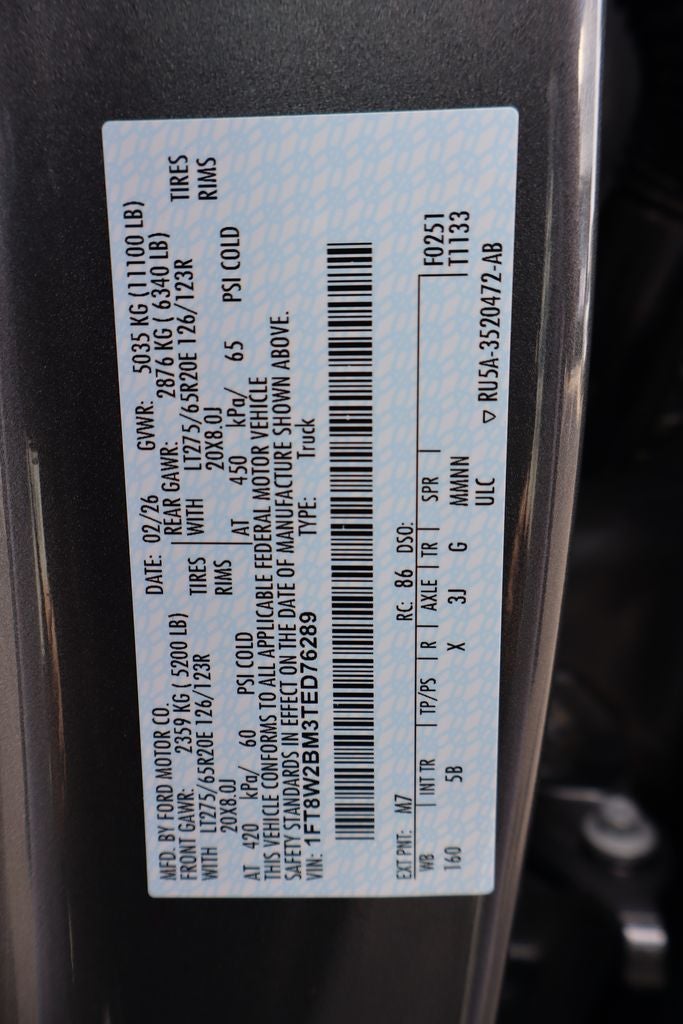 MFD. BY FORD MOTOR CO. DATE: 02/26 GVWR: 5035 KG (11100 LB)
FRONT GAWR: 2359 KG ( 5200 LB) REAR GAWR: 2876 KG ( 6340 LB)
WITH LT275/65R20E 126/123R TIRES WITH LT275/65R20E 126/123R TIRES
20X8.0J RIMS 20X8.0J RIMS
AT 420 kPa/ 60 PSI COLD AT 450 kPa/ 65 PSI COLD
THIS VEHICLE CONFORMS TO ALL APPLICABLE FEDERAL MOTOR VEHICLE
SAFETY STANDARDS IN EFFECT ON THE DATE OF MANUFACTURE SHOWN ABOVE.
VIN: 1FT8W2BM3TED76289 TYPE: Truck
EXT PNT: M7 RC: 86 DSO: F0251
WB INT TR TP/PS R AXLE TR SPR T1133
160 5B X 3J G MMNNN
ULC ▽ RU5A-3520472-AB